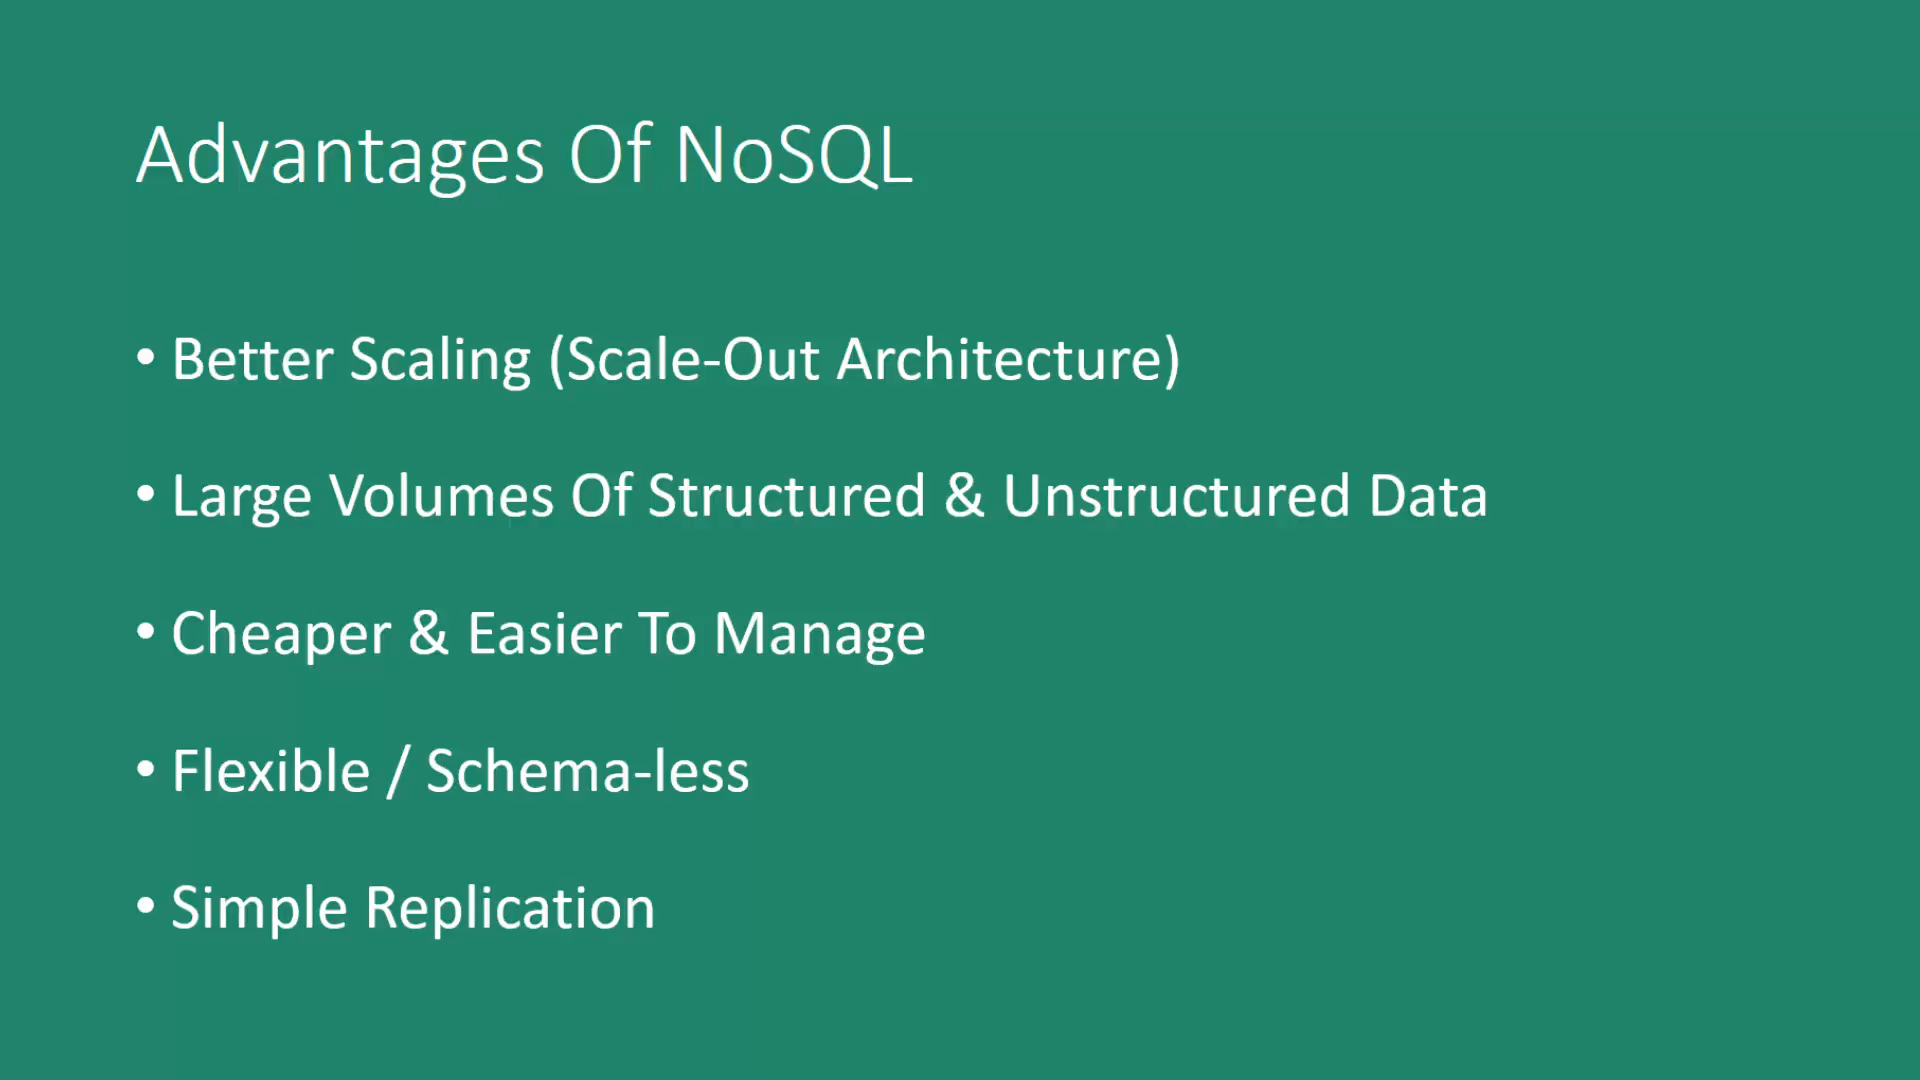 Advantages Of NoSQL
• Better Scaling (Scale-Out Architecture)
• Large Volumes Of Structured & Unstructured Data
• Cheaper & Easier To Manage
• Flexible / Schema-less
• Simple Replication